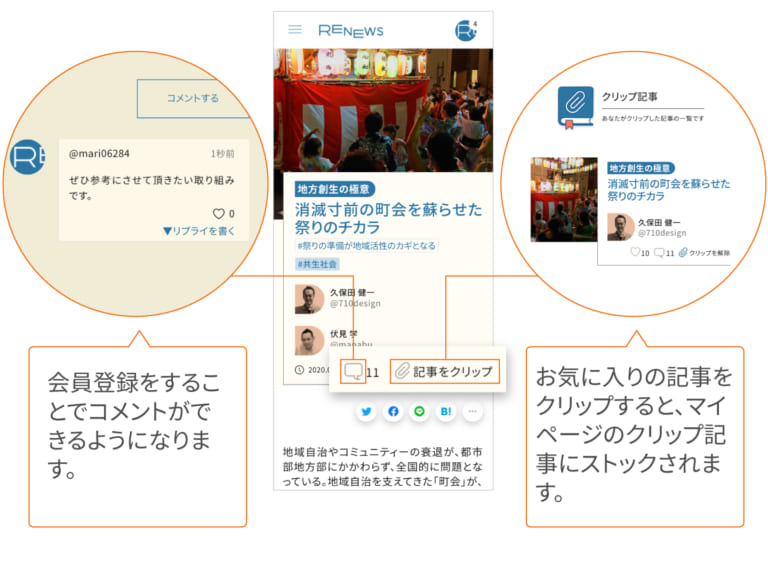 コメントする
@mari06284
1秒前
ぜひ参考にさせて頂きたい取り組み
です。
0
▼リプライを書く
会員登録をするこ
とでコメントがで
きるようになりま
す。
RENEWS
4
地方創生の極意
消滅寸前の町会を蘇らせた
祭りのチカラ
#祭りの準備が地域活性のカギとなる
#共生社会
久保田 健一
@710design
伏見 学
@manabu
2020.0
11
記事をクリップ
B!
地域自治やコミュニティーの衰退が、都市
部地方部にかかわらず、全国的に問題とな
っている。地域自治を支えてきた「町会」が、
クリップ記事
あなたがクリップした記事の一覧です
地方創生の極意
消滅寸前の町会を蘇らせた
祭りのチカラ
久保田 健一
@710design
10
11
クリップを解除
お気に入りの記事を
クリップすると、マイ
ページのクリップ記
事にストックされま
す。